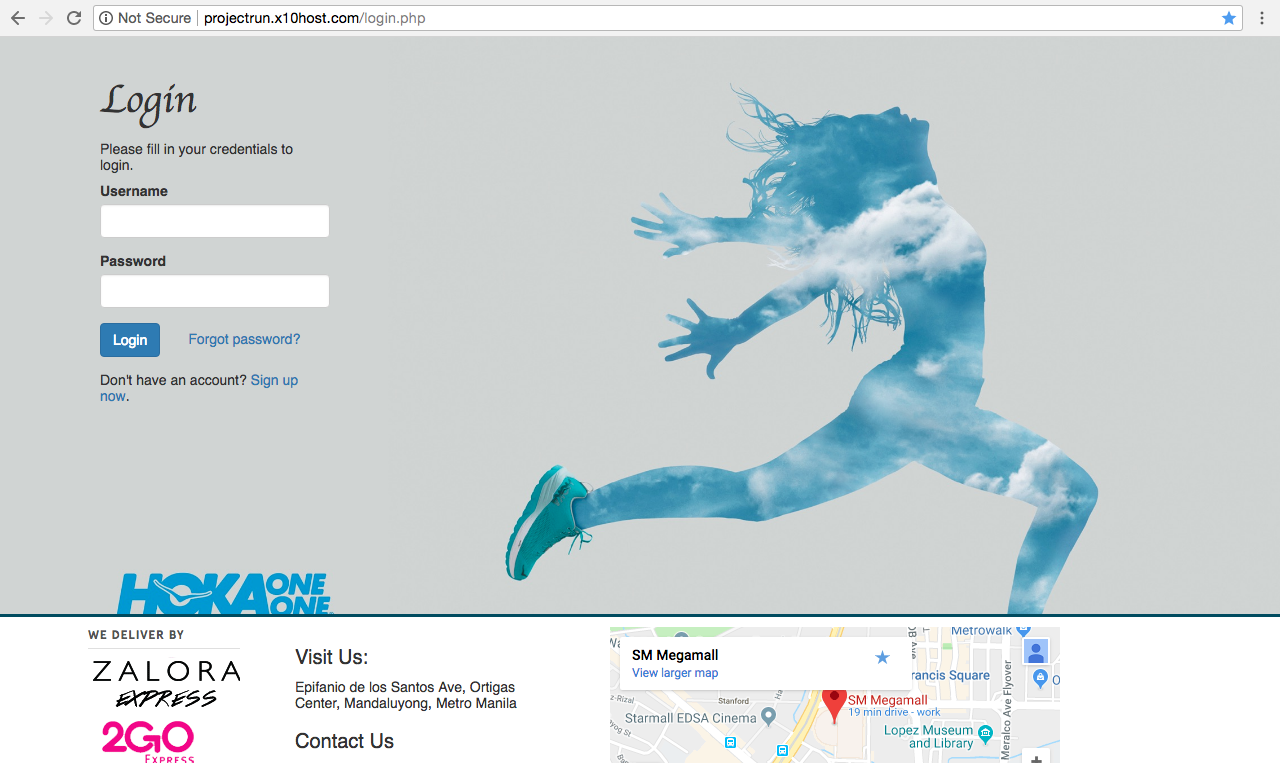 Not Secure
projectrun.x10host.com/login.php
Login
Please fill in your credentials to
login.
Username
Password
Login
Forgot password?
Don't have an account? Sign up
now.
HOKA ONE ONE
WE DELIVER BY
ZALORA
EXPRESS
2GO
EXPRESS
Visit Us:
Epifanio de los Santos Ave, Ortigas
Center, Mandaluyong, Metro Manila
Contact Us
SM Megamall
View larger map
Metrowalk
Francis Square
Stanford
Starmall EDSA Cinema
SM Megamall
19 min drive - work
Lopez Museum
and Library
Meralco Ave Flyover